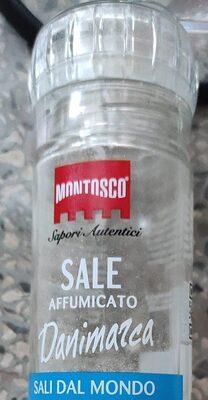 MONTOSCO
Sapori Autentici
SALE
AFFUMICATO
Danimarca
SALI DAL MONDO